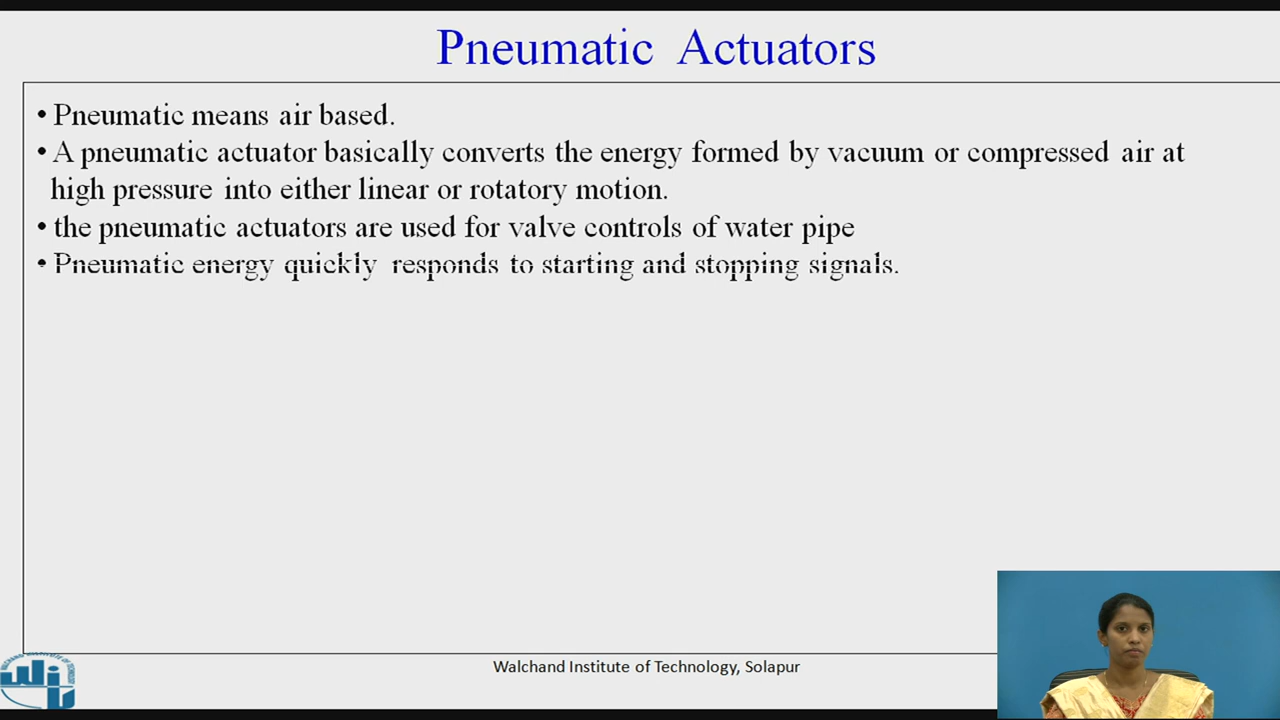 Pneumatic Actuators
• Pneumatic means air based.
• A pneumatic actuator basically converts the energy formed by vacuum or compressed air at
high pressure into either linear or rotatory motion.
• the pneumatic actuators are used for valve controls of water pipe
• Pneumatic energy quickly responds to starting and stopping signals.
Walchand Institute of Technology, Solapur